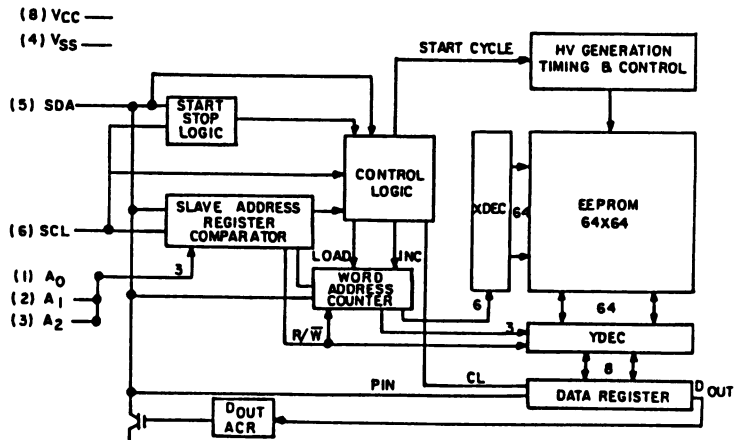 (8) VCC
(4) VSS
START CYCLE
HV GENERATION
TIMING & CONTROL
(5) SDA
START
STOP
LOGIC
CONTROL
LOGIC
XDEC
64
EEPROM
64X64
SLAVE ADDRESS
REGISTER
COMPARATOR
(6) SCL
LOAD
INC
(1) A0
3
(2) A1
(3) A2
WORD
ADDRESS
COUNTER
6
64
R/W̅
3
YDEC
8
PIN
CL
DATA REGISTER
DOUT
DOUT
ACR